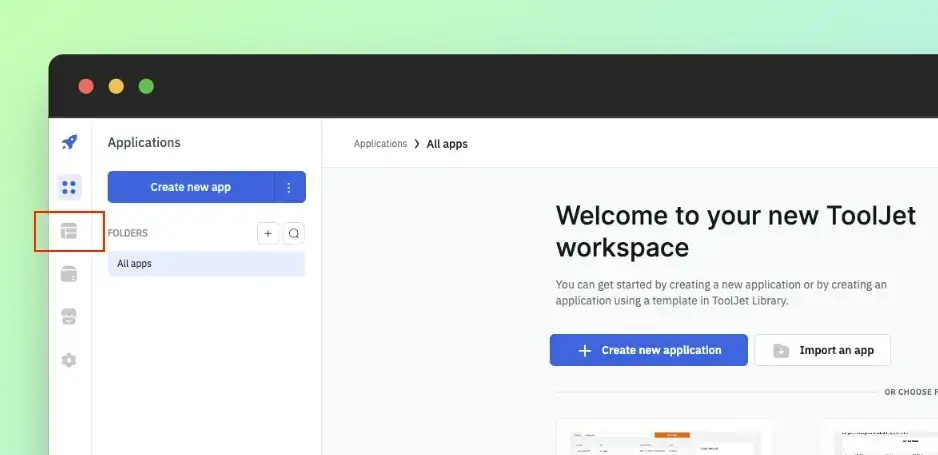 Applications
Applications > All apps
Create new app
FOLDERS
All apps
Welcome to your new ToolJet
workspace
You can get started by creating a new application or by creating an
application using a template in ToolJet Library.
Create new application
Import an app
OR CHOOSE